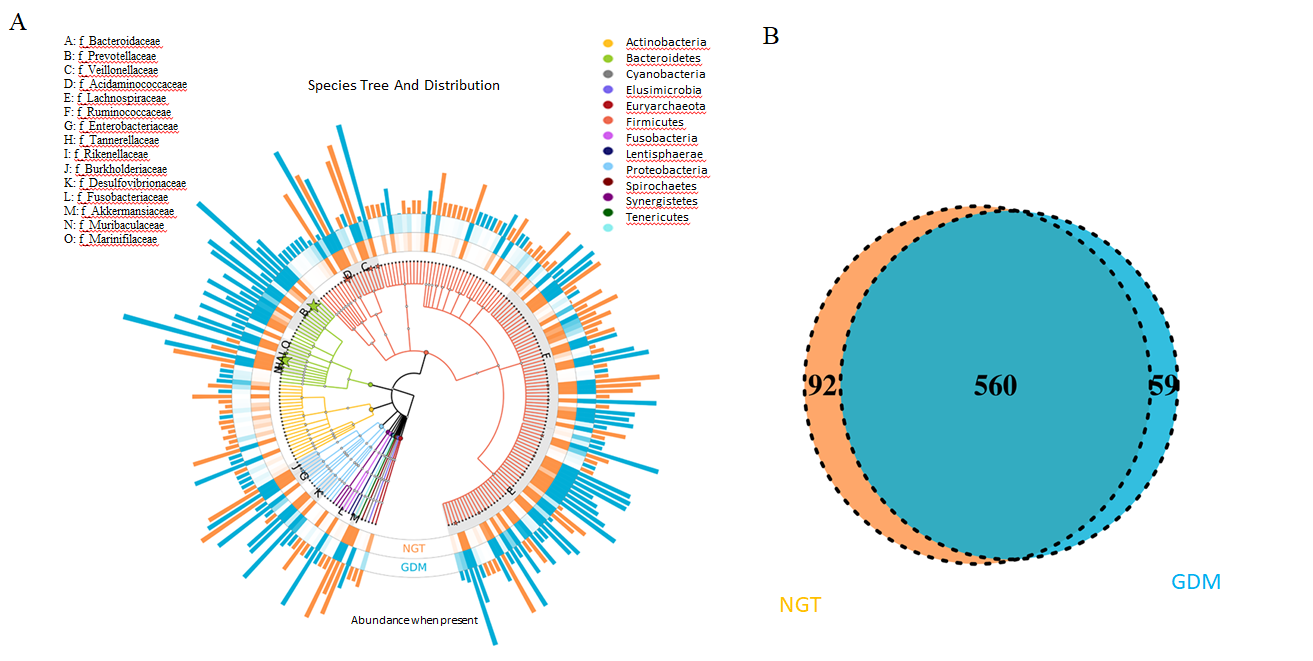 A
A: f_Bacteroidaceae
B: f_Prevotellaceae
C: f_Veillonellaceae
D: f_Acidaminococcaceae
E: f_Lachnospiraceae
F: f_Ruminococcaceae
G: f_Enterobacteriaceae
H: f_Tannerellaceae
I: f_Rikenellaceae
J: f_Burkholderiaceae
K: f_Desulfovibrionaceae
L: f_Fusobacteriaceae
M: f_Akkermansiaceae
N: f_Muribaculaceae
O: f_Marinifilaceae
Species Tree And Distribution
Actinobacteria
Bacteroidetes
Cyanobacteria
Elusimicrobia
Euryarchaeota
Firmicutes
Fusobacteria
Lentisphaerae
Proteobacteria
Spirochaetes
Synergistetes
Tenericutes
D
C
B
O
F
E
K
L
M
NGT
GDM
Abundance when present
B
92
560
59
NGT
GDM